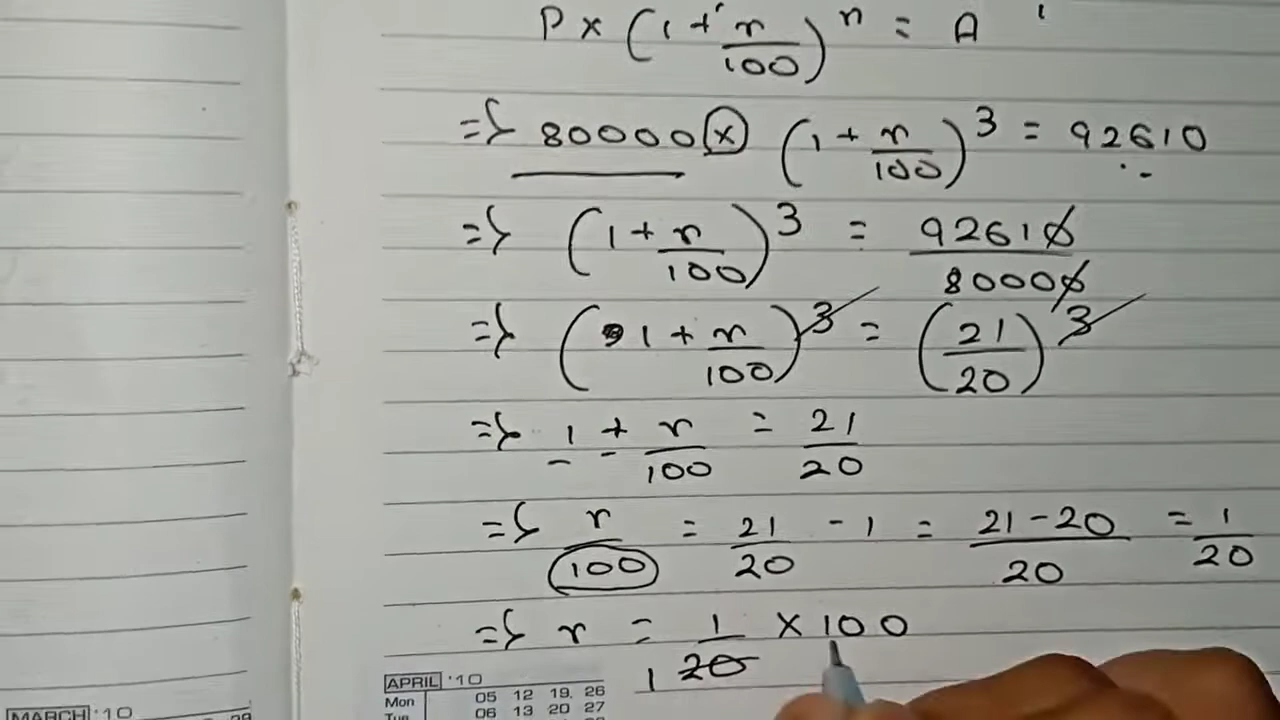 P × (1 + r/100)^n = A
=> 80000 × (1 + r/100)^3 = 92610
=> (1 + r/100)^3 = 92610/80000
=> (1 + r/100)^3 = (21/20)^3
=> 1 + r/100 = 21/20
=> r/100 = 21/20 - 1 = 21-20/20 = 1/20
=> r = 1/20 × 100
1
APRIL '10
Mon 05 12 19, 26
Tue 06 13 20 27
MARCH '10